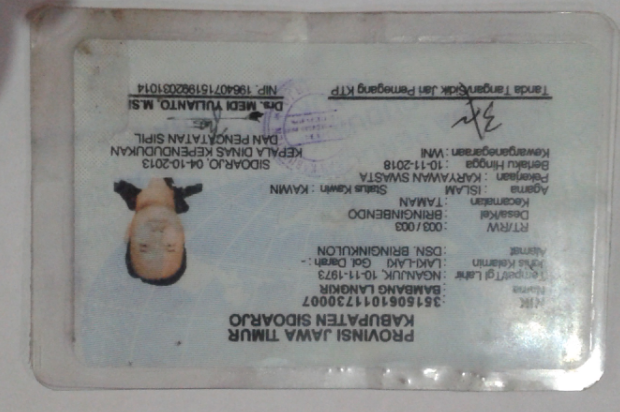 PROVINSI JAWA TIMUR
KABUPATEN SIDOARJO
NIK : 3515061011730007
Nama : BAMBANG LANGKIR
Tempat/Tgl Lahir : NGANJUK, 10-11-1973
Jenis Kelamin : LAKI-LAKI Gol. Darah : -
Alamat : DSN. BRINGINKULON
RT/RW : 003 / 003
Desa/Kel : BRINGINBENDO
Kecamatan : TAMAN
Agama : ISLAM Status Kawin : KAWIN
Pekerjaan : KARYAWAN SWASTA
Berlaku Hingga : 10-11-2018
Kewarganegaraan : WNI
SIDOARJO, 04-10-2013
KEPALA DINAS KEPENDUDUKAN
DAN PENCATATAN SIPIL
Drs. MEDI YULIANTO, M.Si
NIP. 196407151992031014
Tanda Tangan/Sidik Jari Pemegang KTP